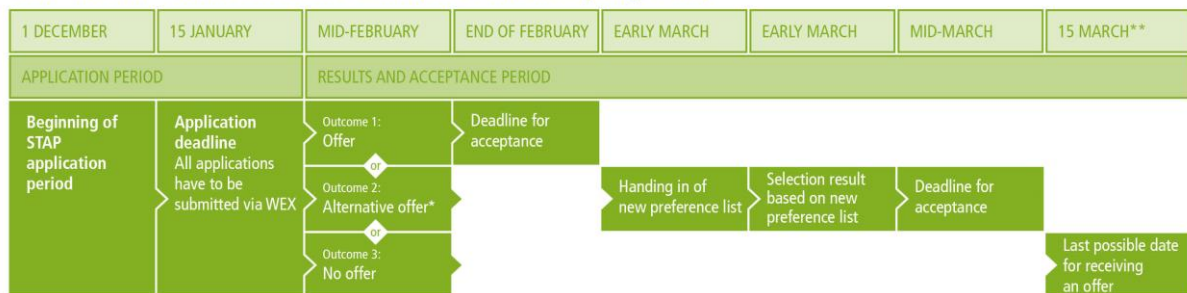 1 DECEMBER
15 JANUARY
MID-FEBRUARY
END OF FEBRUARY
EARLY MARCH
EARLY MARCH
MID-MARCH
15 MARCH**
APPLICATION PERIOD
RESULTS AND ACCEPTANCE PERIOD
Beginning of
STAP
application
period
Application
deadline
All applications
have to be
submitted via WEX
Outcome 1:
Offer
or
Outcome 2:
Alternative offer*
or
Outcome 3:
No offer
Deadline for
acceptance
Handing in of
new preference list
Selection result
based on new
preference list
Deadline for
acceptance
Last possible date
for receiving
an offer